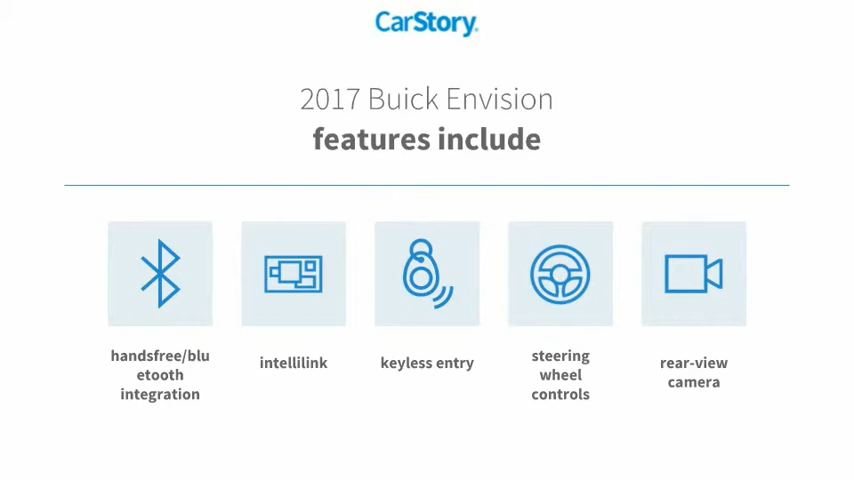 CarStory.
2017 Buick Envision
features include
handsfree/blu
etooth
integration
intellilink
keyless entry
steering
wheel
controls
rear-view
camera